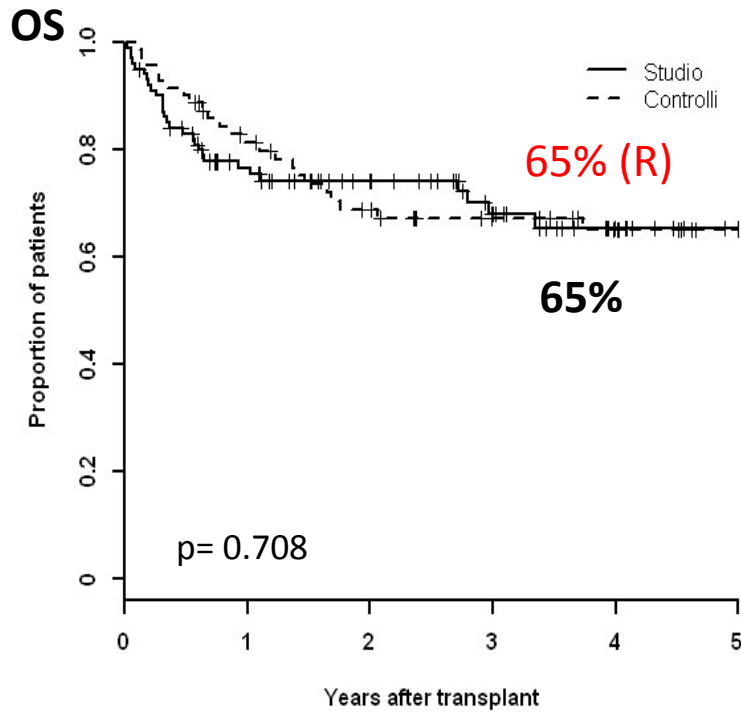 OS
1.0
0.8
0.6
0.4
0.2
0
Proportion of patients
Studio
Controlli
65% (R)
65%
p= 0.708
0 1 2 3 4 5
Years after transplant